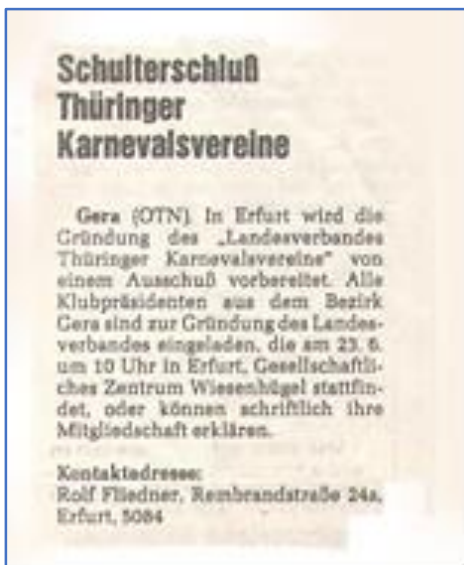 Schulterschluß
Thüringer
Karnevalsvereine
Gera (OTN). In Erfurt wird die
Gründung des „Landesverbandes
Thüringer Karnevalsvereine" von
einem Ausschuß vorbereitet. Alle
Klubpräsidenten aus dem Bezirk
Gera sind zur Gründung des Landes-
verbandes eingeladen, die am 23. 6.
um 10 Uhr in Erfurt, Gesellschaftli-
ches Zentrum Wiesenhügel stattfin-
det, oder können schriftlich ihre
Mitgliedschaft erklären.
Kontaktadresse:
Rolf Fliedner, Rembrandstraße 24a,
Erfurt, 5084